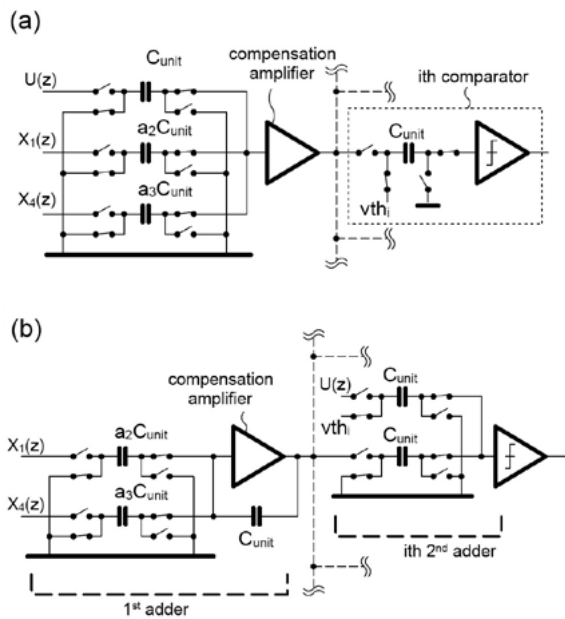 (a)
compensation
amplifier
U(z)
Cunit
ith comparator
X1(z)
a2Cunit
Cunit
X4(z)
a3Cunit
vthi
(b)
compensation
amplifier
U(z)
Cunit
vthi
X1(z)
a2Cunit
Cunit
X4(z)
a3Cunit
Cunit
ith 2nd adder
1st adder